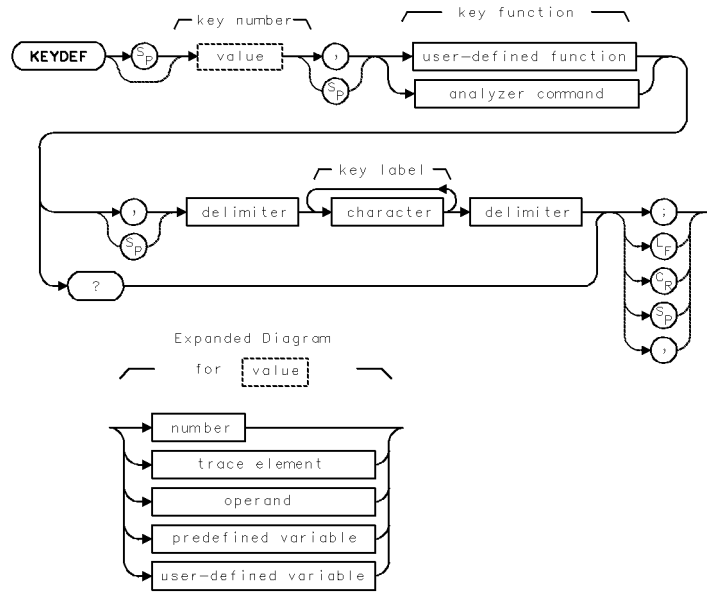 key number
key function
KEYDEF
SP
value
,
SP
user-defined function
analyzer command
key label
,
SP
delimiter
character
delimiter
;
LF
CR
SP
,
?
Expanded Diagram
for value
number
trace element
operand
predefined variable
user-defined variable